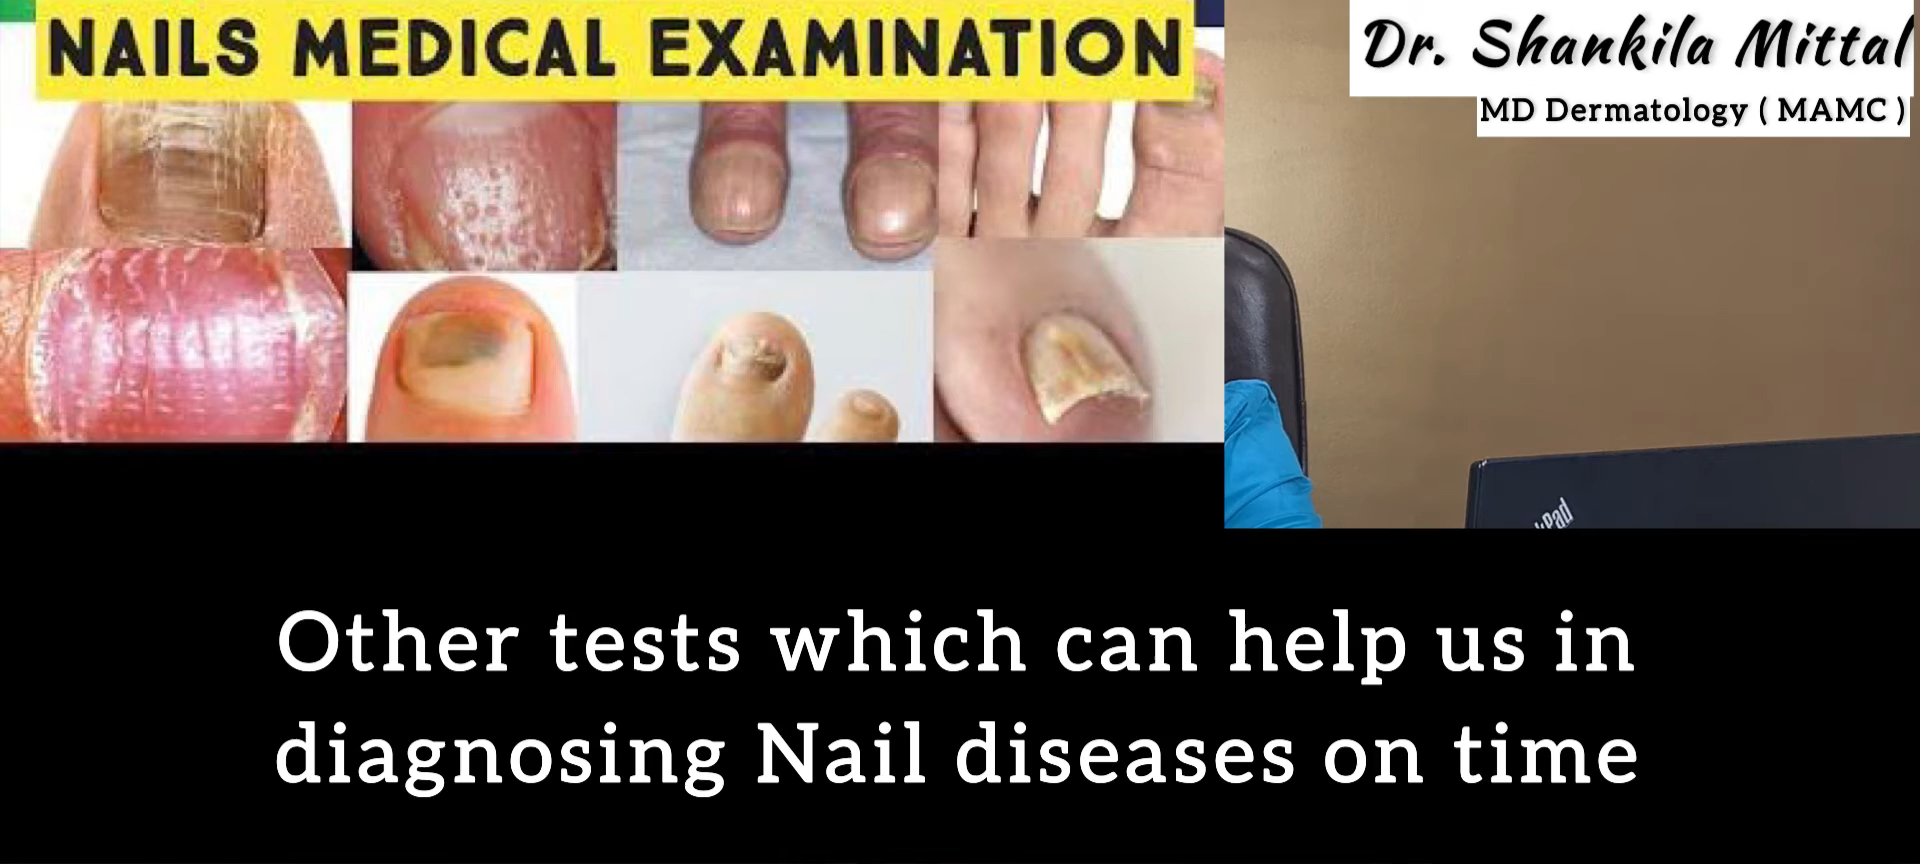 NAILS MEDICAL EXAMINATION
Dr. Shankila Mittal
MD Dermatology ( MAMC )
Other tests which can help us in
diagnosing Nail diseases on time